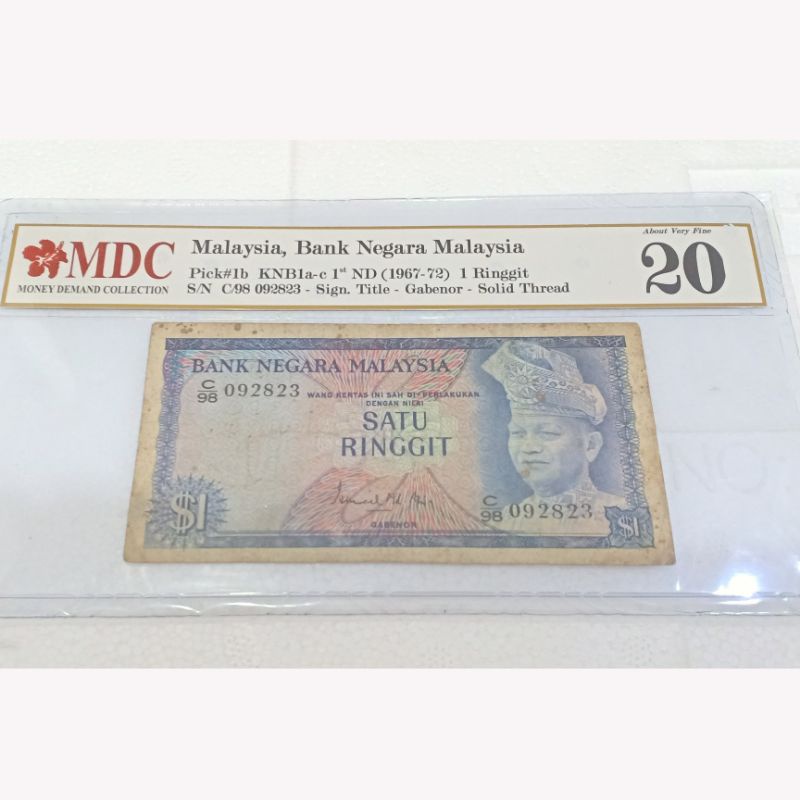 MDC
MONEY DEMAND COLLECTION
Malaysia, Bank Negara Malaysia
Pick#1b KNB1a-c 1st ND (1967-72) 1 Ringgit
S/N C/98 092823 - Sign. Title - Gabenor - Solid Thread
About Very Fine
20
BANK NEGARA MALAYSIA
C/98 092823
WANG KERTAS INI SAH DI-PERLAKUKAN
DENGAN NILAI
SATU
RINGGIT
GABENOR
C/98 092823
$1
$1